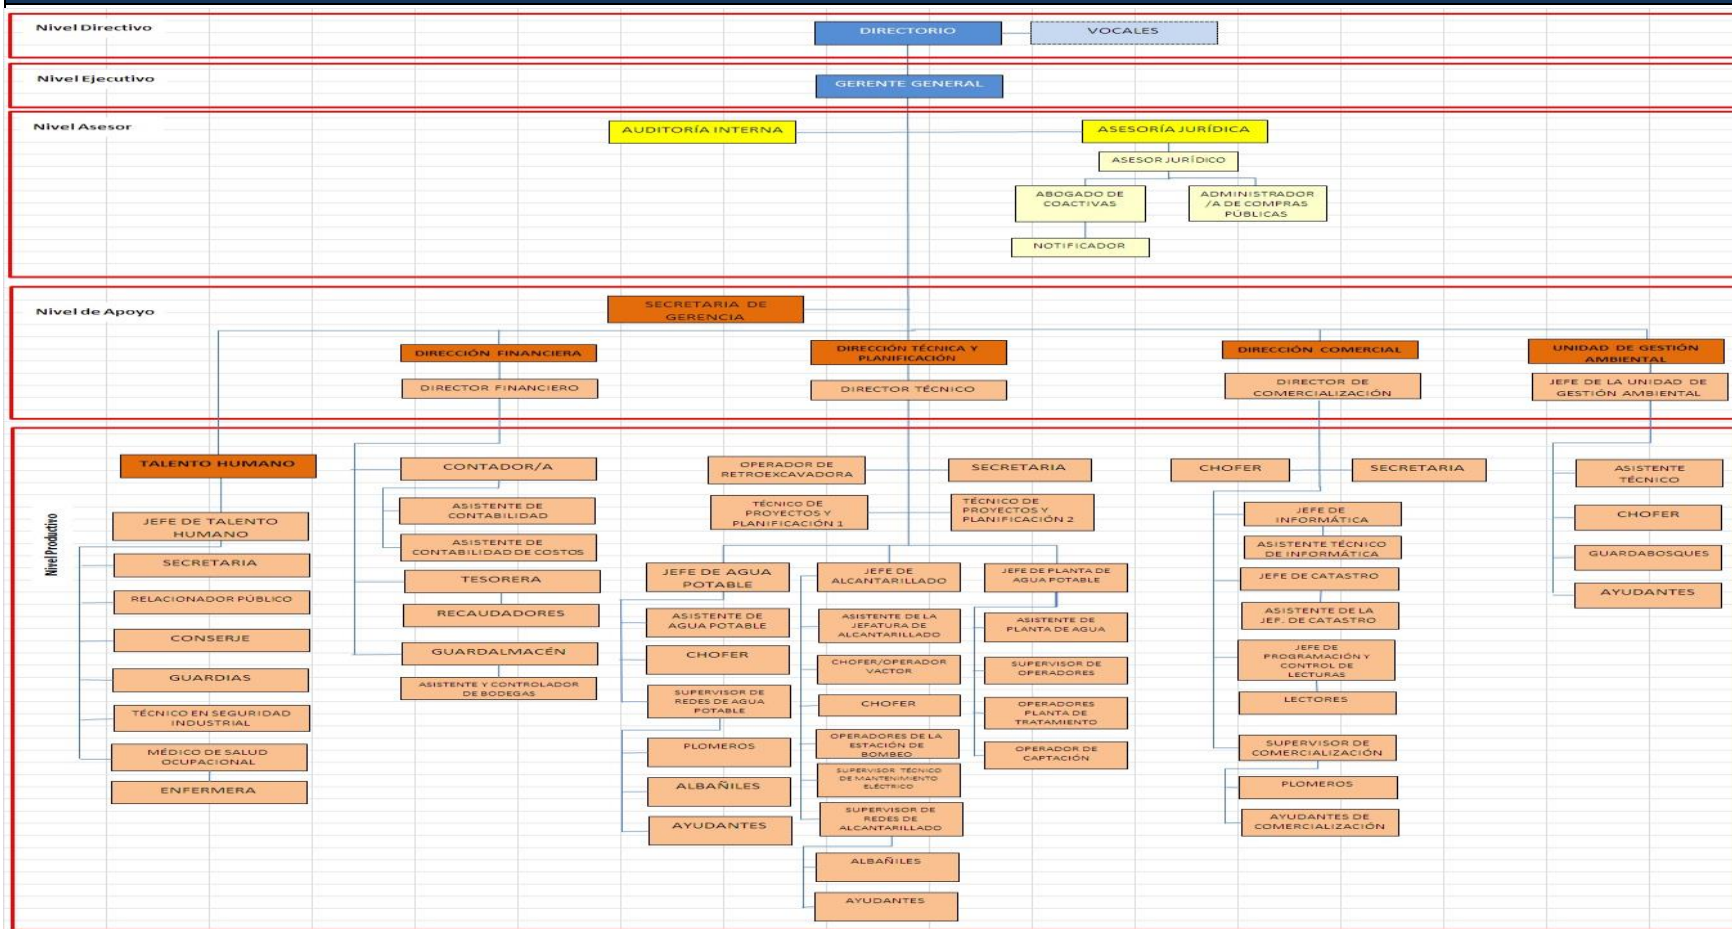 Nivel Directivo
DIRECTORIO
VOCALES
Nivel Ejecutivo
GERENTE GENERAL
Nivel Asesor
AUDITORÍA INTERNA
ASESORÍA JURÍDICA
ASESOR JURÍDICO
ABOGADO DE
COACTIVAS
ADMINISTRADOR
/A DE COMPRAS
PÚBLICAS
NOTIFICADOR
Nivel de Apoyo
SECRETARIA DE
GERENCIA
DIRECCIÓN FINANCIERA
DIRECTOR FINANCIERO
DIRECCIÓN TÉCNICA Y
PLANIFICACIÓN
DIRECTOR TÉCNICO
DIRECCIÓN COMERCIAL
DIRECTOR DE
COMERCIALIZACIÓN
UNIDAD DE GESTIÓN
AMBIENTAL
JEFE DE LA UNIDAD DE
GESTIÓN AMBIENTAL
Nivel Productivo
TALENTO HUMANO
JEFE DE TALENTO
HUMANO
SECRETARIA
RELACIONADOR PÚBLICO
CONSERJE
GUARDIAS
TÉCNICO EN SEGURIDAD
INDUSTRIAL
MÉDICO DE SALUD
OCUPACIONAL
ENFERMERA
CONTADOR/A
ASISTENTE DE
CONTABILIDAD
ASISTENTE DE
CONTABILIDAD DE COSTOS
TESORERA
RECAUDADORES
GUARDALMACÉN
ASISTENTE Y CONTROLADOR
DE BODEGAS
OPERADOR DE
RETROEXCAVADORA
SECRETARIA
TÉCNICO DE
PROYECTOS Y
PLANIFICACIÓN 1
TÉCNICO DE
PROYECTOS Y
PLANIFICACIÓN 2
JEFE DE AGUA
POTABLE
ASISTENTE DE
AGUA POTABLE
CHOFER
SUPERVISOR DE
REDES DE AGUA
POTABLE
PLOMEROS
ALBAÑILES
AYUDANTES
JEFE DE
ALCANTARILLADO
ASISTENTE DE LA
JEFATURA DE
ALCANTARILLADO
CHOFER/OPERADOR
VACTOR
CHOFER
OPERADORES DE LA
ESTACIÓN DE
BOMBEO
SUPERVISOR TÉCNICO
DE MANTENIMIENTO
ELÉCTRICO
SUPERVISOR DE
REDES DE
ALCANTARILLADO
ALBAÑILES
AYUDANTES
JEFE DE PLANTA DE
AGUA POTABLE
ASISTENTE DE
PLANTA DE AGUA
SUPERVISOR DE
OPERADORES
OPERADORES
PLANTA DE
TRATAMIENTO
OPERADOR DE
CAPTACIÓN
CHOFER
SECRETARIA
JEFE DE
INFORMÁTICA
ASISTENTE TÉCNICO
DE INFORMÁTICA
JEFE DE CATASTRO
ASISTENTE DE LA
JEF. DE CATASTRO
JEFE DE
PROGRAMACIÓN Y
CONTROL DE
LECTURAS
LECTORES
SUPERVISOR DE
COMERCIALIZACIÓN
PLOMEROS
AYUDANTES DE
COMERCIALIZACIÓN
ASISTENTE
TÉCNICO
CHOFER
GUARDABOSQUES
AYUDANTES